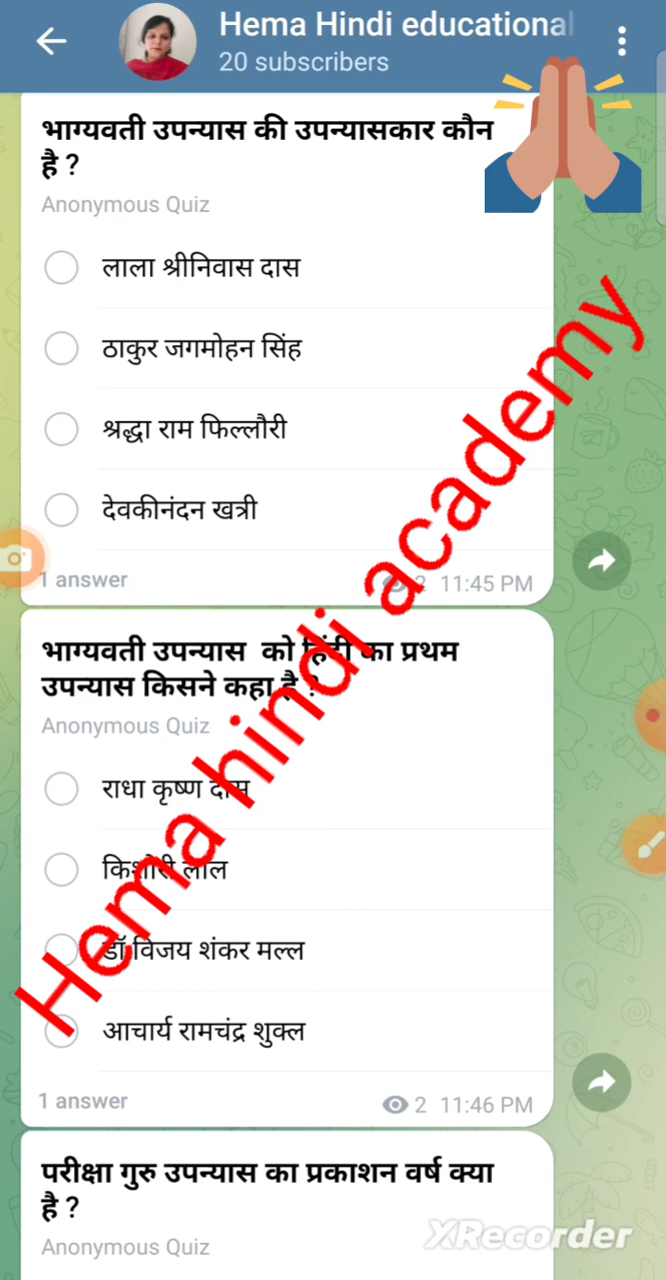 Hema Hindi educational
20 subscribers
भाग्यवती उपन्यास की उपन्यासकार कौन
है ?
Anonymous Quiz
लाला श्रीनिवास दास
ठाकुर जगमोहन सिंह
श्रद्धा राम फिल्लौरी
देवकीनंदन खत्री
1 answer
2 11:45 PM
भाग्यवती उपन्यास को हिंदी का प्रथम
उपन्यास किसने कहा है ?
Anonymous Quiz
राधा कृष्ण दास
किशोरी लाल
डॉ विजय शंकर मल्ल
आचार्य रामचंद्र शुक्ल
1 answer
2 11:46 PM
परीक्षा गुरु उपन्यास का प्रकाशन वर्ष क्या
है ?
Anonymous Quiz
Hema hindi academy
XRecorder